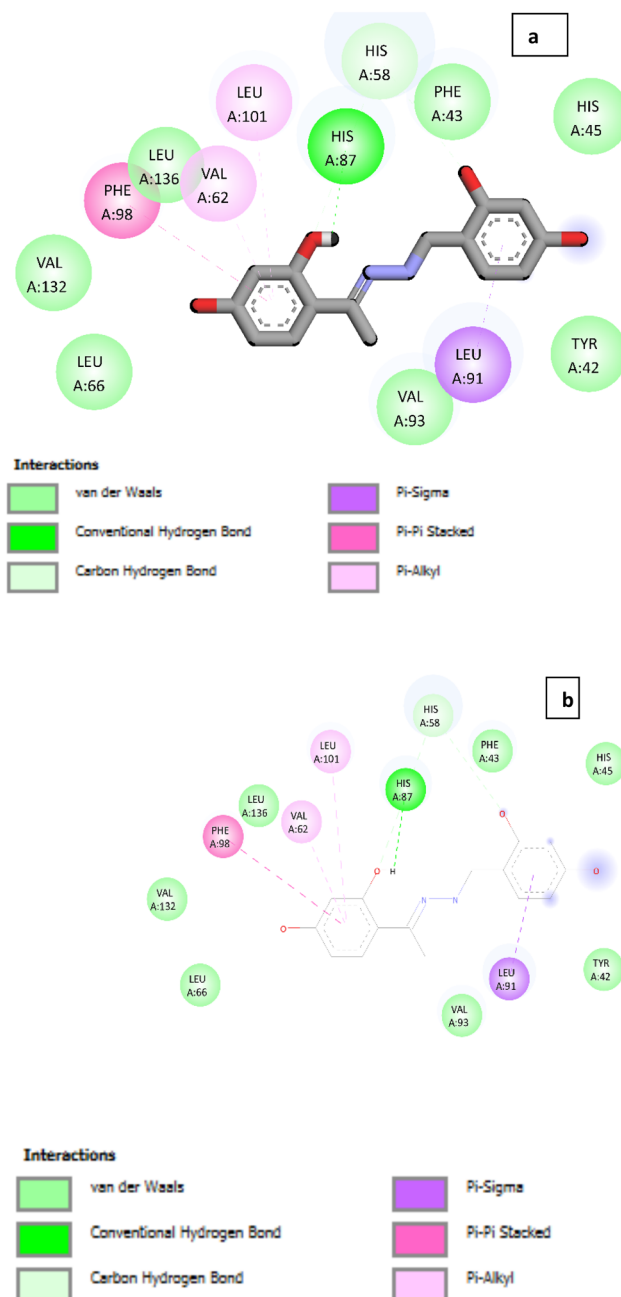 a
HIS
A:58
LEU
A:101
PHE
A:43
HIS
A:45
HIS
A:87
LEU
A:136
VAL
A:62
PHE
A:98
VAL
A:132
LEU
A:66
LEU
A:91
TYR
A:42
VAL
A:93
Interactions
van der Waals
Pi-Sigma
Conventional Hydrogen Bond
Pi-Pi Stacked
Carbon Hydrogen Bond
Pi-Alkyl
b
HIS
A:58
LEU
A:101
PHE
A:43
HIS
A:45
HIS
A:87
LEU
A:136
VAL
A:62
PHE
A:98
O
O H
O
VAL
A:132
N N
O
LEU
A:66
LEU
A:91
TYR
A:42
VAL
A:93
Interactions
van der Waals
Pi-Sigma
Conventional Hydrogen Bond
Pi-Pi Stacked
Carbon Hydrogen Bond
Pi-Alkyl